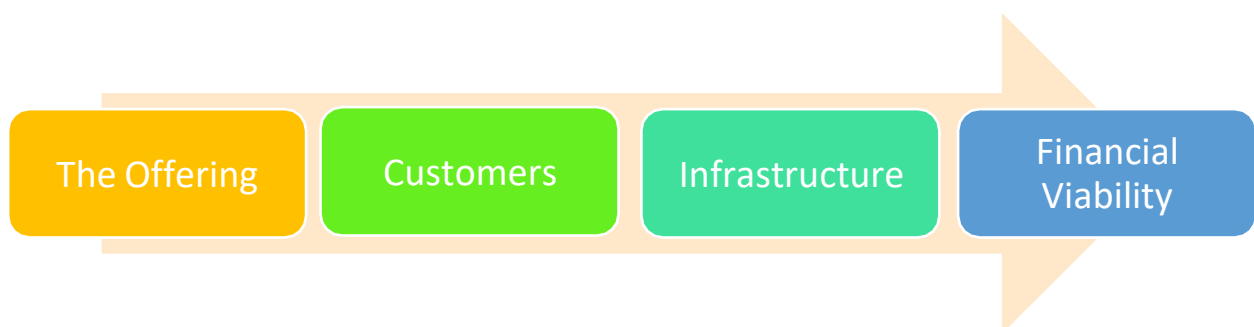 The Offering
Customers
Infrastructure
Financial
Viability